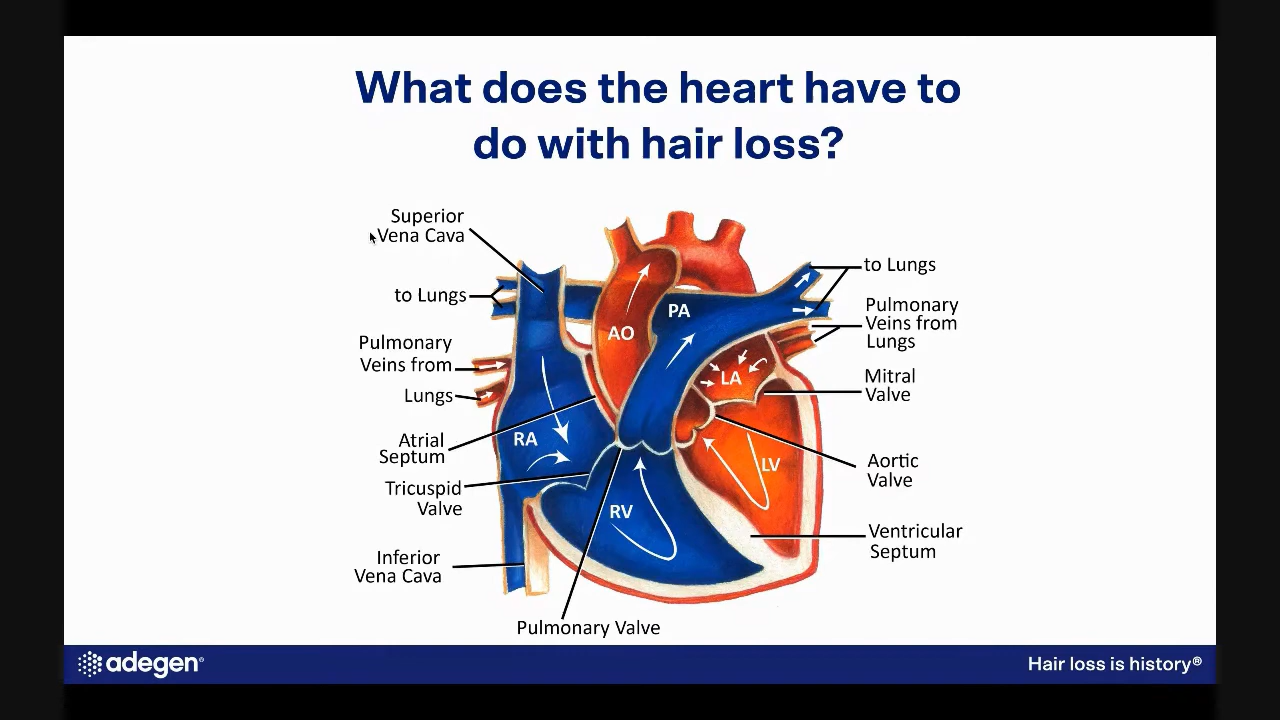 What does the heart have to
do with hair loss?
Superior
Vena Cava
to Lungs
Pulmonary
Veins from
Lungs
Atrial
Septum
Tricuspid
Valve
Inferior
Vena Cava
Pulmonary Valve
AO
PA
LA
RA
LV
RV
to Lungs
Pulmonary
Veins from
Lungs
Mitral
Valve
Aortic
Valve
Ventricular
Septum
adegen®
Hair loss is history®